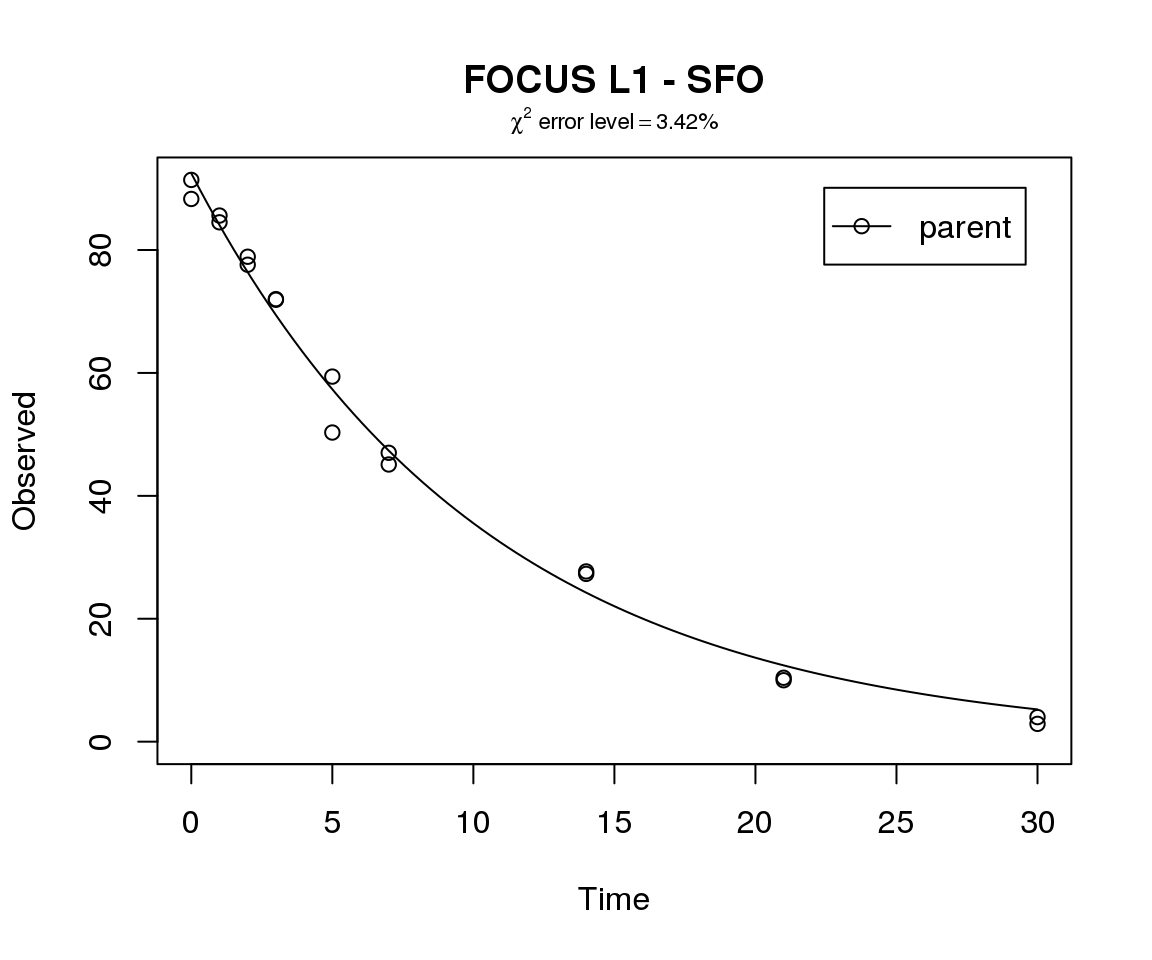 FOCUS L1 - SFO
χ² error level = 3.42%
parent
Observed
80
60
40
20
0
0 5 10 15 20 25 30
Time